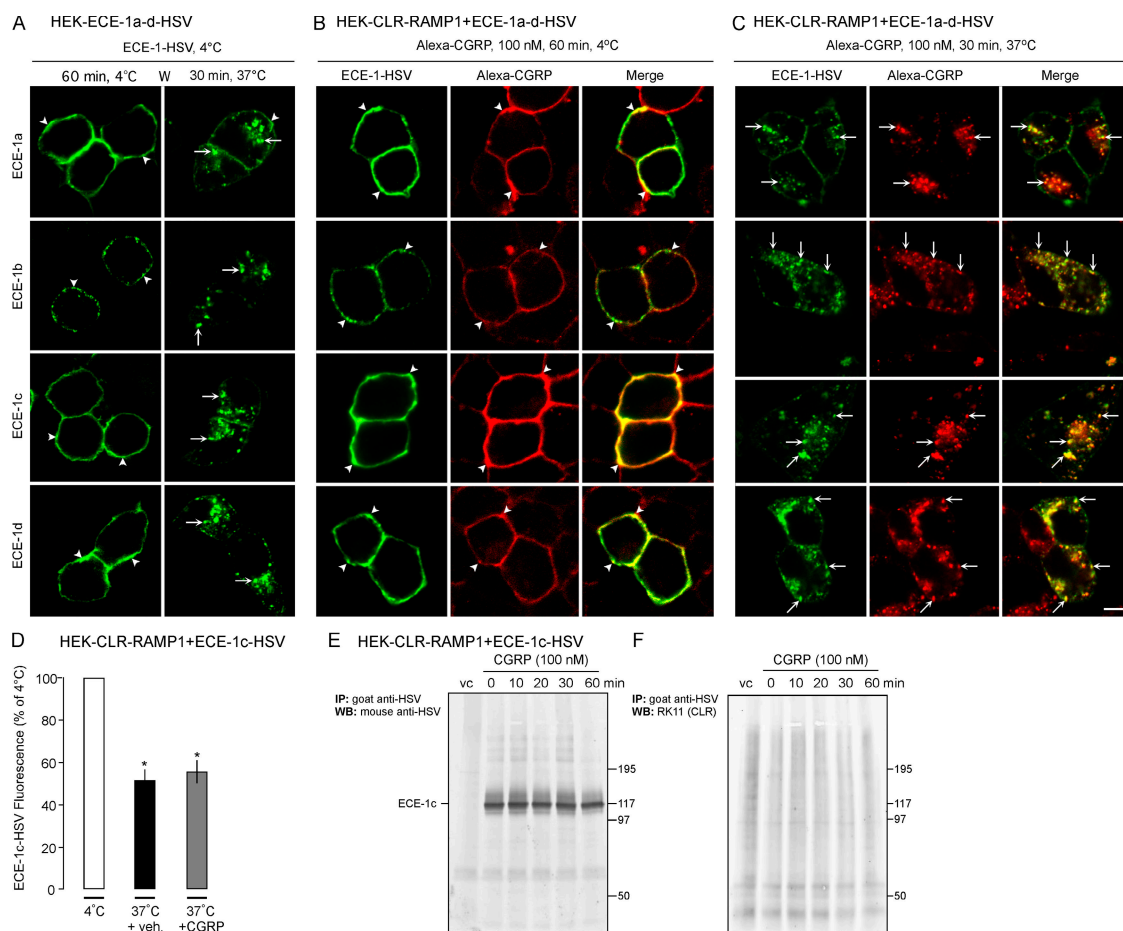 A HEK-ECE-1a-d-HSV
ECE-1-HSV, 4°C
60 min, 4°C W 30 min, 37°C
ECE-1a
ECE-1b
ECE-1c
ECE-1d
B HEK-CLR-RAMP1+ECE-1a-d-HSV
Alexa-CGRP, 100 nM, 60 min, 4°C
ECE-1-HSV Alexa-CGRP Merge
C HEK-CLR-RAMP1+ECE-1a-d-HSV
Alexa-CGRP, 100 nM, 30 min, 37°C
ECE-1-HSV Alexa-CGRP Merge
D HEK-CLR-RAMP1+ECE-1c-HSV
ECE-1c-HSV Fluorescence (% of 4°C)
100
80
60
40
20
0
* *
4°C 37°C 37°C
+ veh. +CGRP
E HEK-CLR-RAMP1+ECE-1c-HSV
CGRP (100 nM)
vc 0 10 20 30 60 min
IP: goat anti-HSV
WB: mouse anti-HSV
195
ECE-1c 117
97
50
F
CGRP (100 nM)
vc 0 10 20 30 60 min
IP: goat anti-HSV
WB: RK11 (CLR)
195
117
97
50